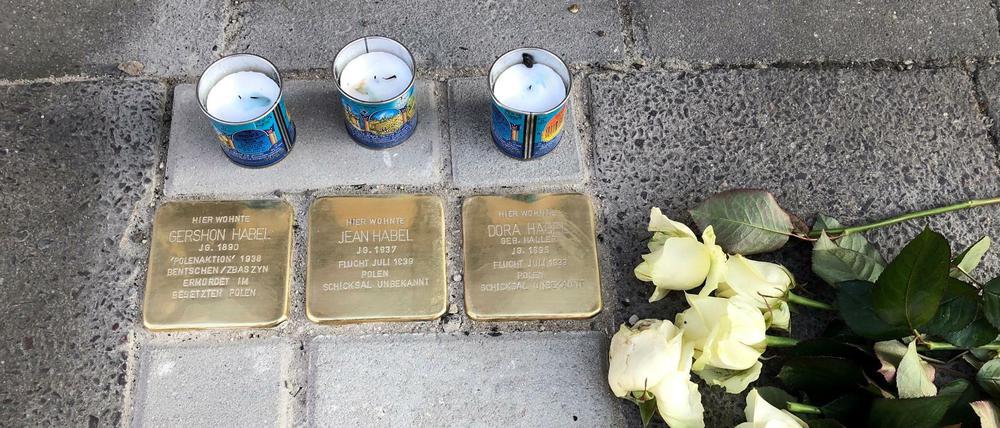 HIER WOHNTE
GERSHON HABEL
JG. 1890
'POLENAKTION' 1938
BENTSCHEN/ZBASZYN
ERMORDET IM
BESETZTEN POLEN
HIER WOHNTE
JEAN HABEL
JG. 1937
FLUCHT JULI 1939
POLEN
SCHICKSAL UNBEKANNT
HIER WOHNTE
DORA HABEL
GEB. HALLER
JG. 1895
FLUCHT JULI 1939
POLEN
SCHICKSAL UNBEKANNT